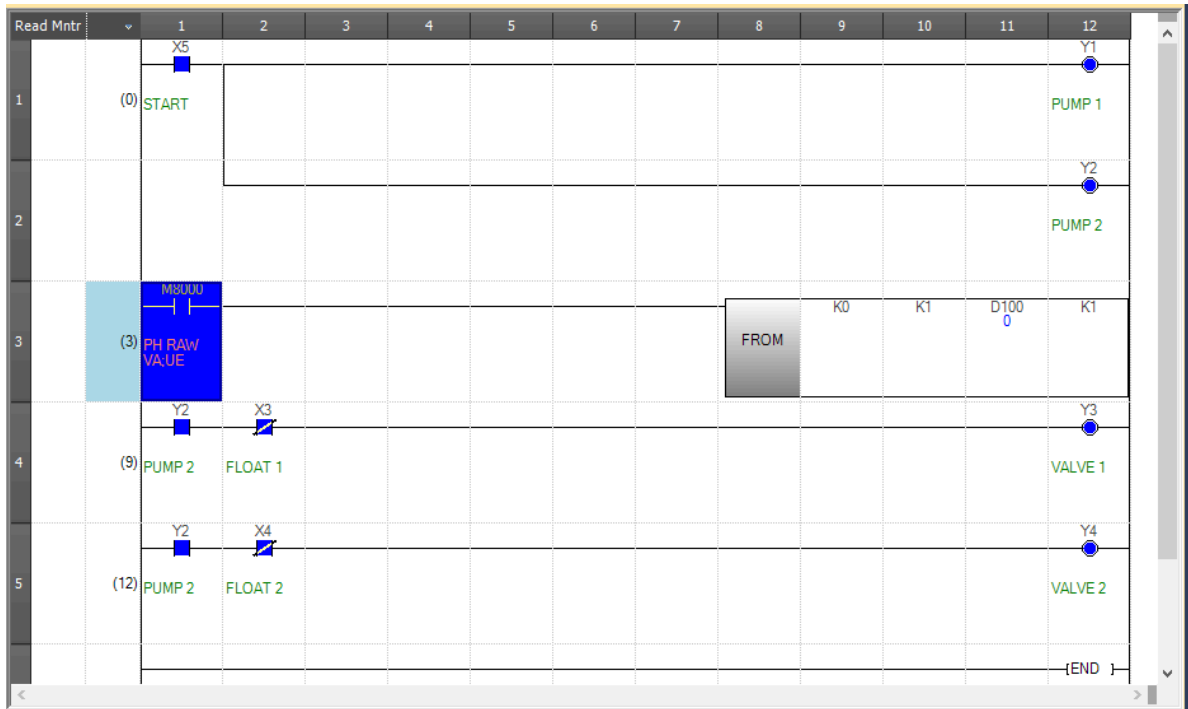 Read Mntr 1 2 3 4 5 6 7 8 9 10 11 12
X5 Y1
1 (0) START PUMP 1
Y2
2 PUMP 2
M8000
3 (3) PH RAW VA;UE FROM K0 K1 D100 0 K1
Y2 X3 Y3
4 (9) PUMP 2 FLOAT 1 VALVE 1
Y2 X4 Y4
5 (12) PUMP 2 FLOAT 2 VALVE 2
{END }